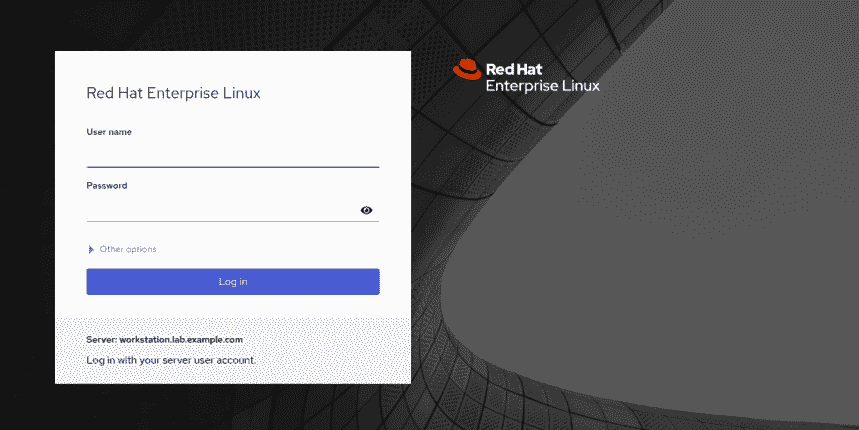 Red Hat Enterprise Linux
User name
Password
Other options
Log in
Server: workstation.lab.example.com
Log in with your server user account.
Red Hat
Enterprise Linux